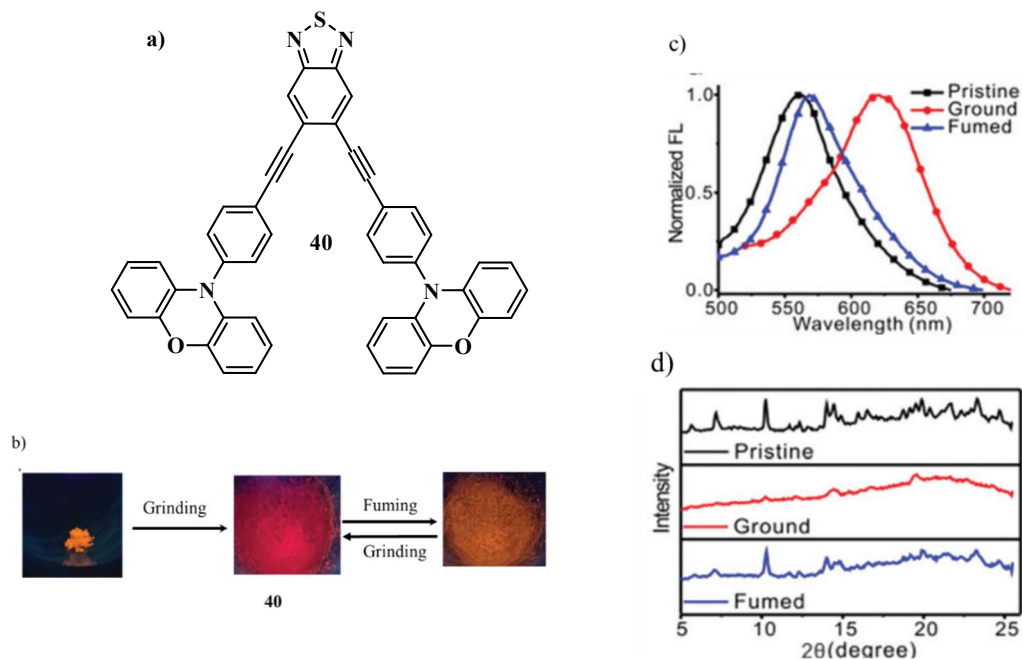 a)
S
N N
40
N
O
N
O
b)
Grinding
Fuming
Grinding
40
c)
Pristine
Ground
Fumed
1.0
0.5
0.0
Normalized FL
500 550 600 650 700
Wavelength (nm)
d)
Pristine
Ground
Fumed
Intensity
5 10 15 20 25
2θ(degree)